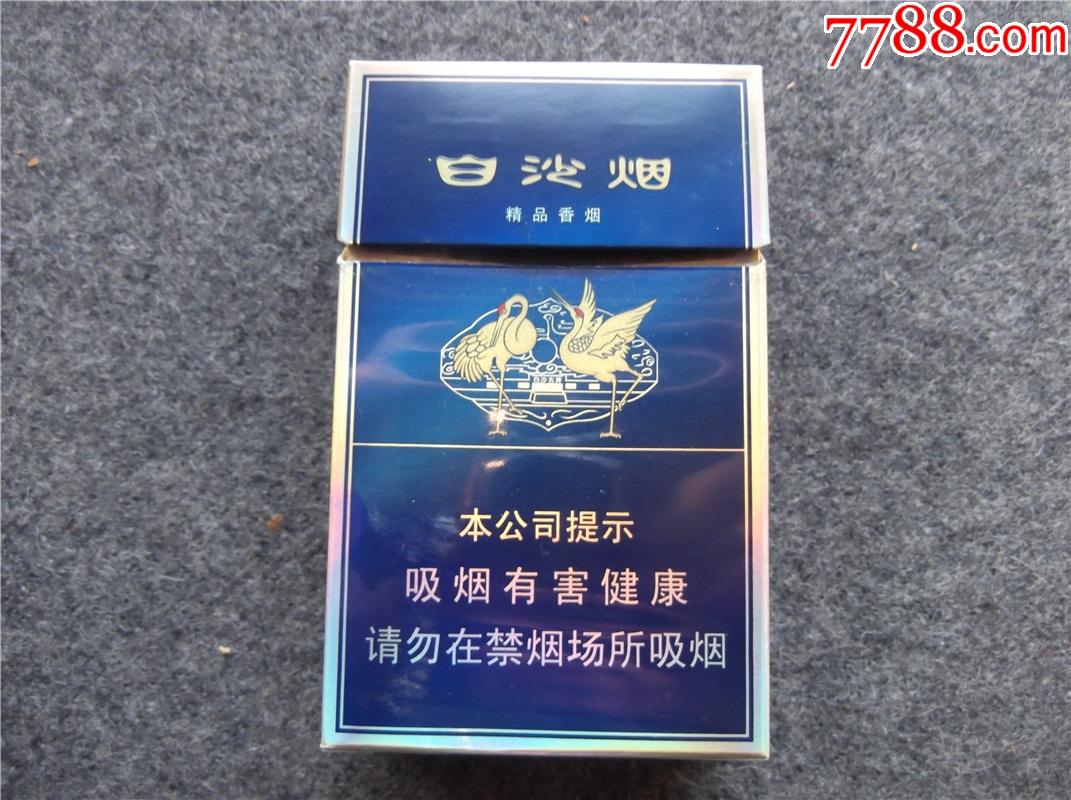 7788.com
白沙烟
精品香烟
本公司提示
吸烟有害健康
请勿在禁烟场所吸烟